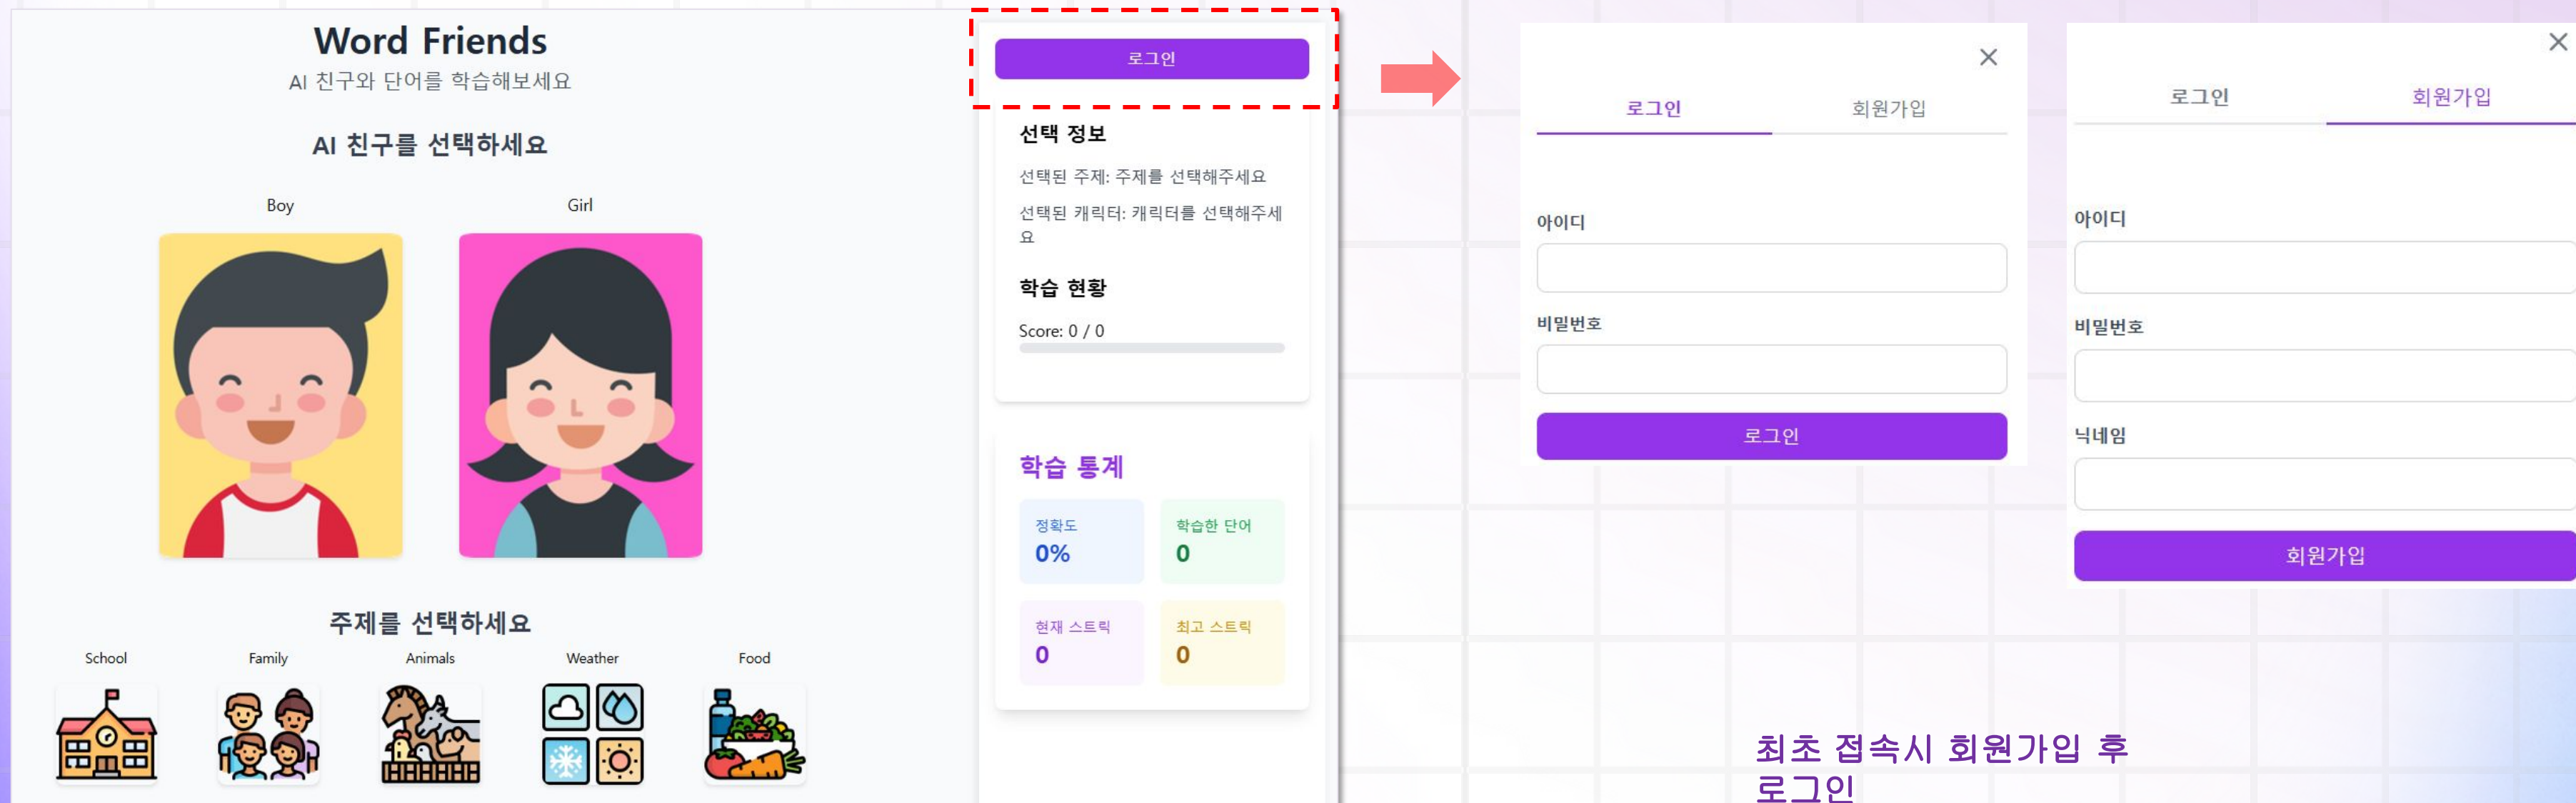 Word Friends
AI 친구와 단어를 학습해보세요
AI 친구를 선택하세요
Boy
Girl
주제를 선택하세요
School
Family
Animals
Weather
Food
로그인
선택 정보
선택된 주제: 주제를 선택해주세요
선택된 캐릭터: 캐릭터를 선택해주세
요
학습 현황
Score: 0 / 0
학습 통계
정확도
0%
학습한 단어
0
현재 스트릭
0
최고 스트릭
0
로그인
회원가입
아이디
비밀번호
로그인
로그인
회원가입
아이디
비밀번호
닉네임
회원가입
최초 접속시 회원가입 후
로그인